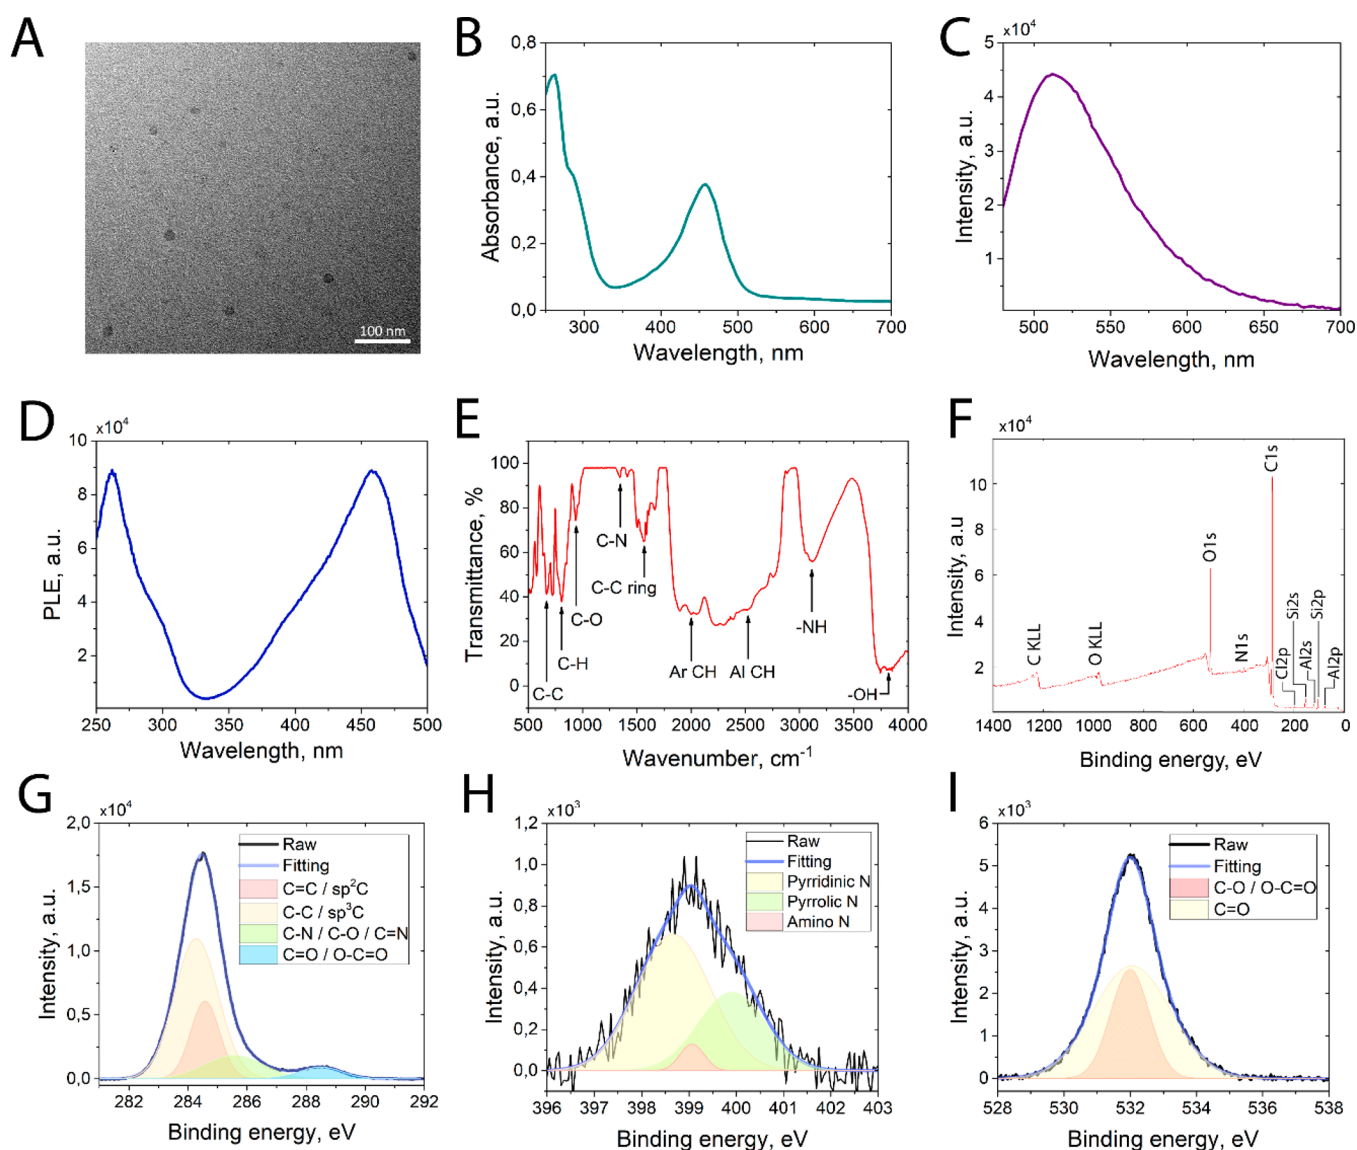 A
100 nm
B
0,8
0,6
0,4
0,2
0,0
Absorbance, a.u.
300 400 500 600 700
Wavelength, nm
C
x10⁴
5
4
3
2
1
Intensity, a.u.
500 550 600 650 700
Wavelength, nm
D
x10⁴
10
8
6
4
2
0
PLE, a.u.
250 300 350 400 450 500
Wavelength, nm
E
100
80
60
40
20
0
Transmittance, %
C-N
C-C ring
C-O
C-H
C-C
Ar CH
Al CH
-NH
-OH
500 1000 1500 2000 2500 3000 3500 4000
Wavenumber, cm⁻¹
F
x10⁴
10
8
6
4
2
Intensity, a.u
C KLL
O KLL
O1s
N1s
C1s
Cl2p
Si2s
Al2s
Si2p
Al2p
1400 1200 1000 800 600 400 200 0
Binding energy, eV
G
x10⁴
2,0
1,5
1,0
0,5
0,0
Intensity, a.u.
Raw
Fitting
C=C / sp²C
C-C / sp³C
C-N / C-O / C=N
C=O / O-C=O
282 284 286 288 290 292
Binding energy, eV
H
x10³
1,2
1,0
0,8
0,6
0,4
0,2
0,0
Intensity, a.u.
Raw
Fitting
Pyrridinic N
Pyrrolic N
Amino N
396 397 398 399 400 401 402 403
Binding energy, eV
I
x10³
6
5
4
3
2
1
0
Intensity, a.u.
Raw
Fitting
C-O / O-C=O
C=O
528 530 532 534 536 538
Binding energy, eV